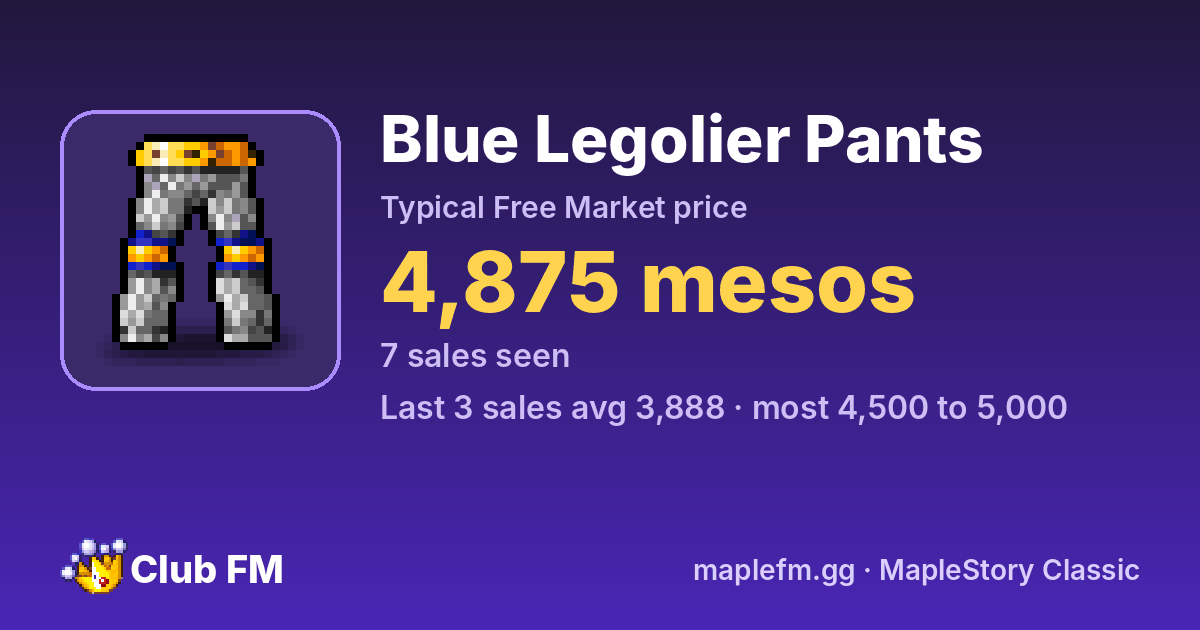 Blue Legolier Pants
Typical Free Market price
4,875 mesos
7 sales seen
Last 3 sales avg 3,888 · most 4,500 to 5,000
Club FM
maplefm.gg · MapleStory Classic